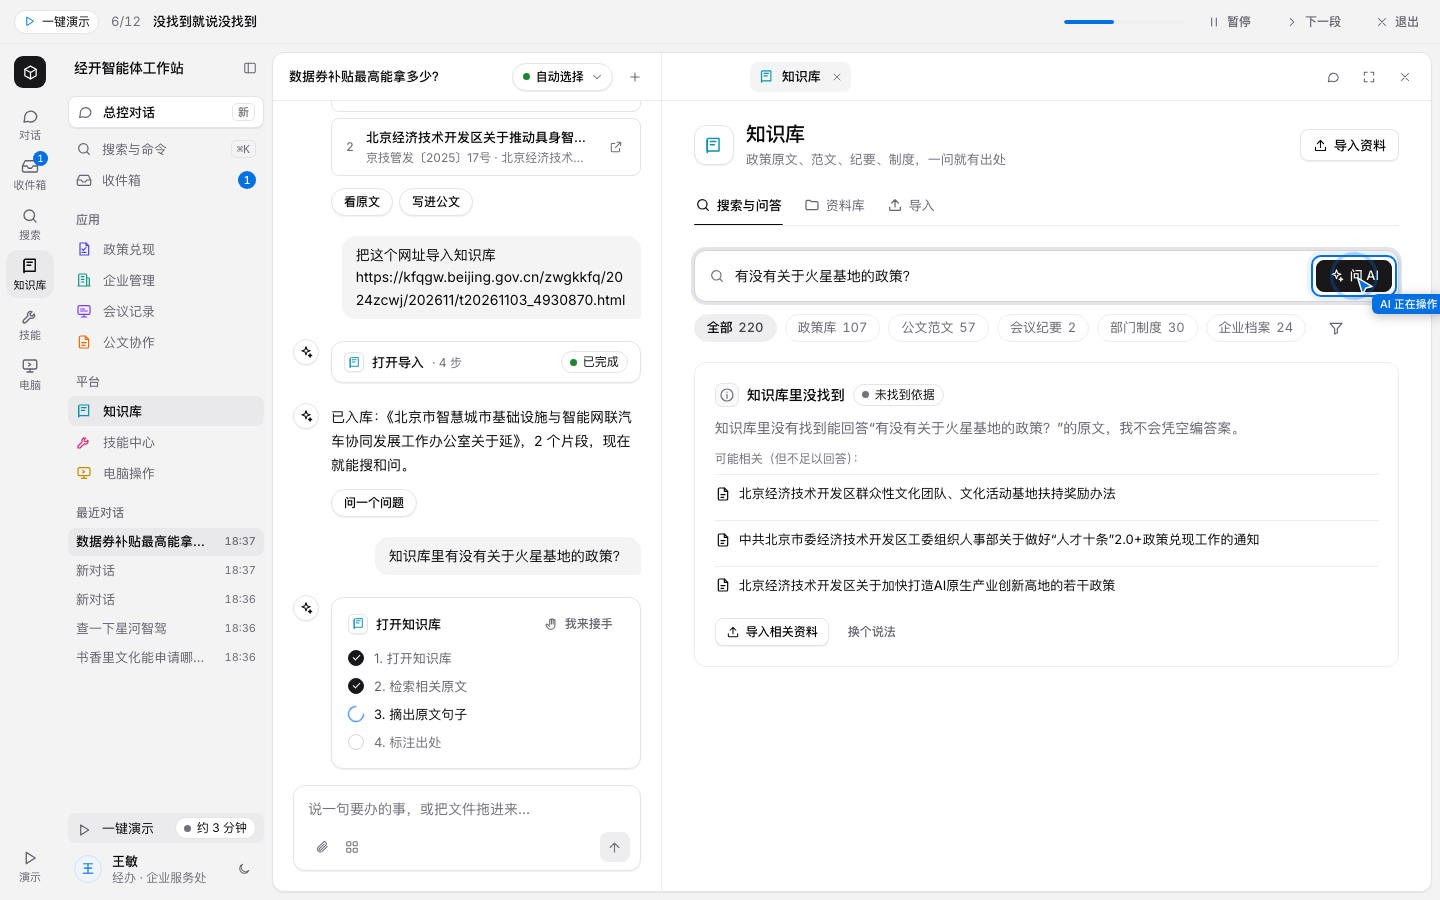 一键演示
6/12
没找到就说没找到
暂停
下一段
退出
对话
1
收件箱
搜索
知识库
技能
电脑
演示
经开智能体工作站
总控对话
新
搜索与命令
⌘K
收件箱
1
应用
政策兑现
企业管理
会议记录
公文协作
平台
知识库
技能中心
电脑操作
最近对话
数据券补贴最高能拿... 18:37
新对话 18:37
新对话 18:36
查一下星河智驾 18:36
书香里文化能申请哪... 18:36
一键演示
约 3 分钟
王
王敏
经办 · 企业服务处
数据券补贴最高能拿多少?
自动选择
2
北京经济技术开发区关于推动具身智...
京技管发〔2025〕17号 · 北京经济技术...
看原文
写进公文
把这个网址导入知识库
https://kfqgw.beijing.gov.cn/zwgkkfq/20
24zcwj/202611/t20261103_4930870.html
打开导入 · 4 步
已完成
已入库：《北京市智慧城市基础设施与智能网联汽
车协同发展工作办公室关于延》，2 个片段，现在
就能搜和问。
问一个问题
知识库里有没有关于火星基地的政策?
打开知识库
我来接手
1. 打开知识库
2. 检索相关原文
3. 摘出原文句子
4. 标注出处
说一句要办的事，或把文件拖进来...
知识库
知识库
政策原文、范文、纪要、制度，一问就有出处
导入资料
搜索与问答
资料库
导入
有没有关于火星基地的政策?
问 AI
AI 正在操作
全部 220
政策库 107
公文范文 57
会议纪要 2
部门制度 30
企业档案 24
知识库里没找到
未找到依据
知识库里没有找到能回答“有没有关于火星基地的政策? ”的原文，我不会凭空编答案。
可能相关（但不足以回答）：
北京经济技术开发区群众性文化团队、文化活动基地扶持奖励办法
中共北京市委经济技术开发区工委组织人事部关于做好“人才十条”2.0+政策兑现工作的通知
北京经济技术开发区关于加快打造AI原生产业创新高地的若干政策
导入相关资料
换个说法